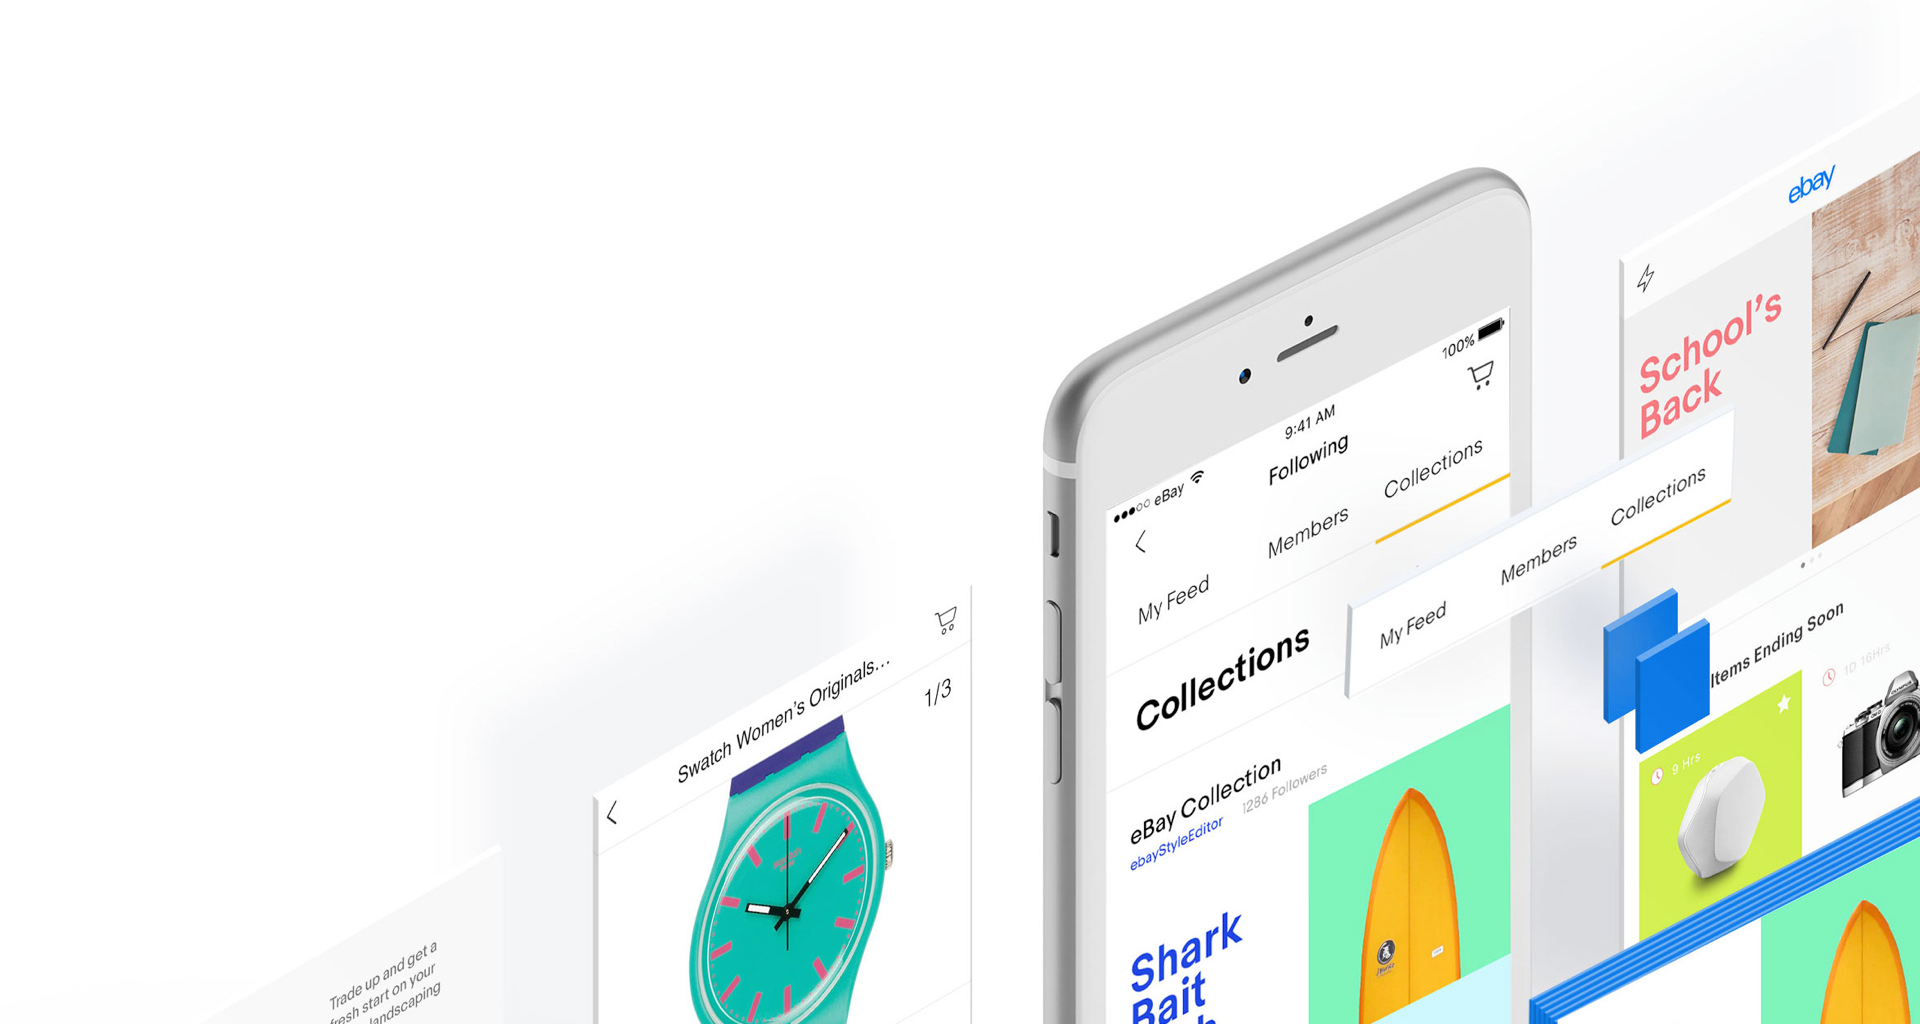 Trade up and get a
fresh start on your
landscaping
Swatch Women's Originals...
1/3
eBay
9:41 AM
100%
Following
My Feed
Members
Collections
Collections
eBay Collection
1286 Followers
ebayStyleEditor
Shark
Bait
My Feed
Members
Collections
ebay
School's
Back
Items Ending Soon
9 Hrs
1D 16Hrs
OLYMPUS